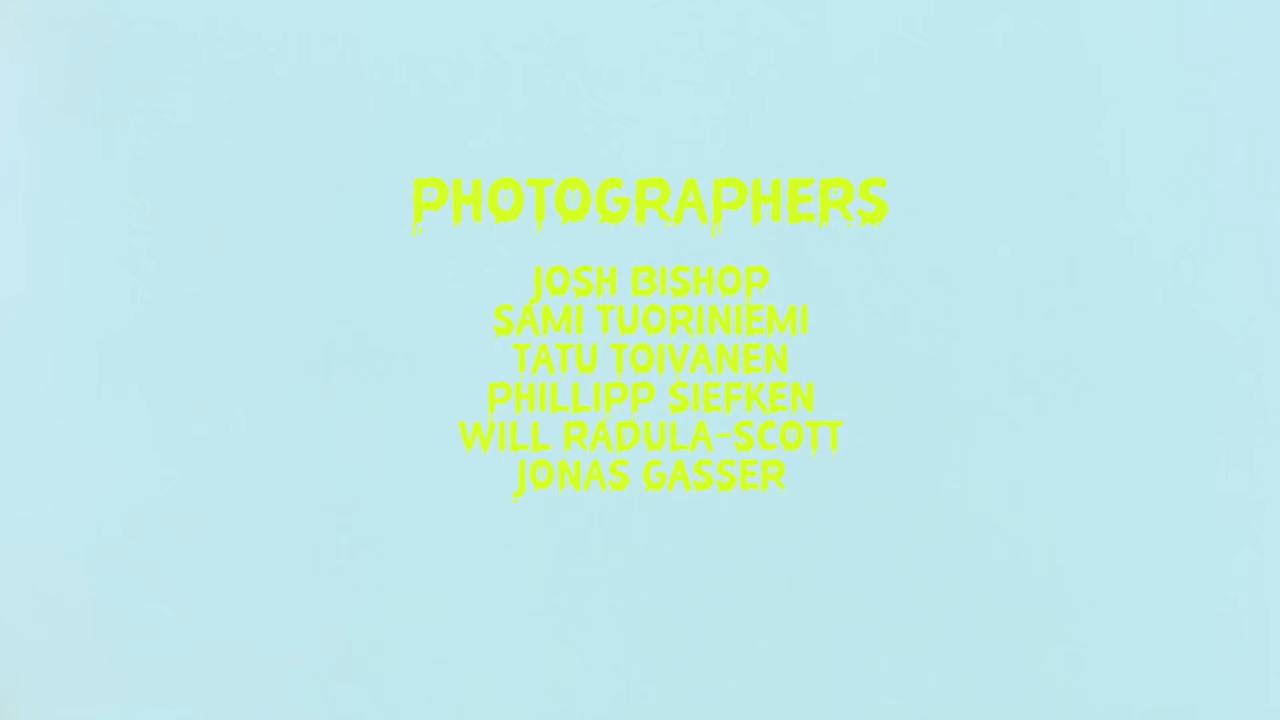 PHOTOGRAPHERS
JOSH BISHOP
SAMI TUORINIEMI
TATU TOIVANEN
PHILLIPP SIEFKEN
WILL RADULA-SCOTT
JONAS GASSER